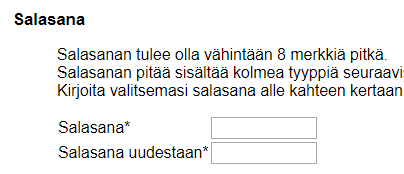 Salasana
Salasanan tulee olla vähintään 8 merkkiä pitkä.
Salasanan pitää sisältää kolmea tyyppiä
Kirjoita valitsemasi salasana alle kahteen kertaan
Salasana*
Salasana uudestaan*